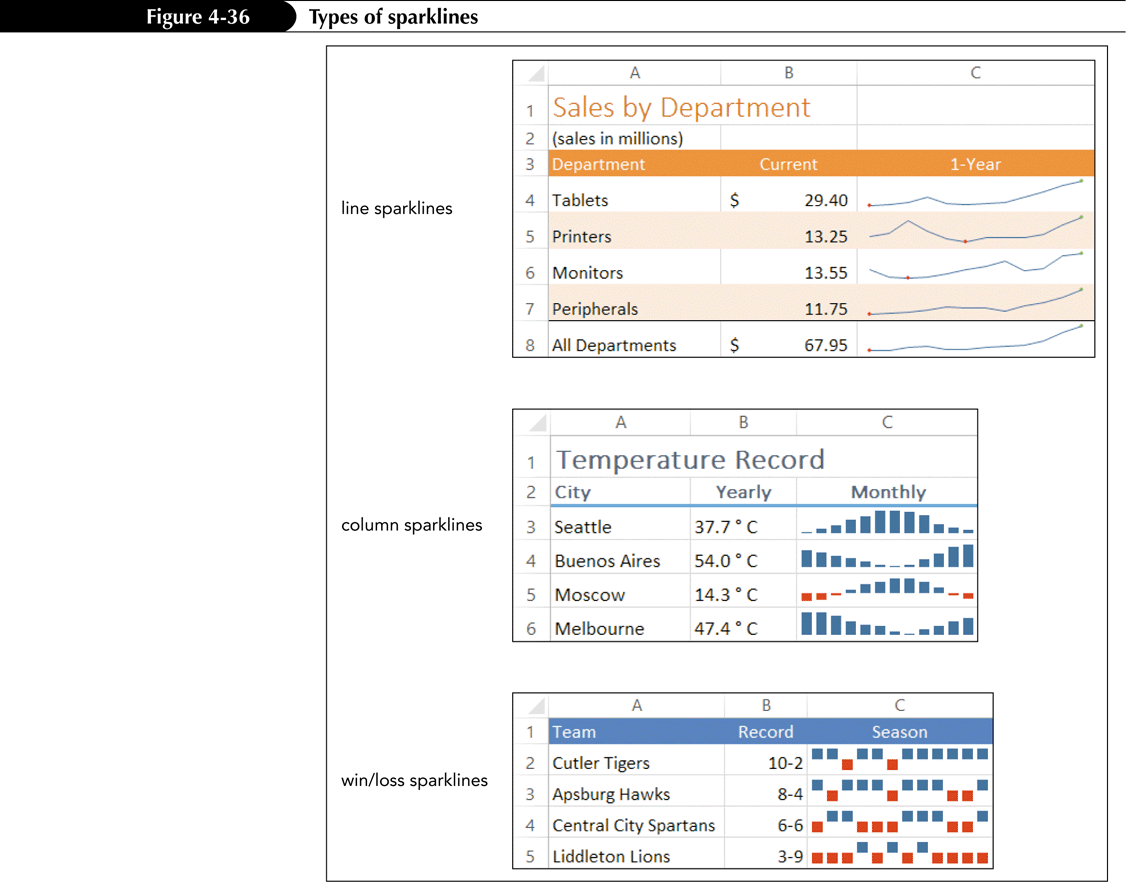 Figure 4-36 Types of sparklines
line sparklines
A B C
1 Sales by Department
2 (sales in millions)
3 Department Current 1-Year
4 Tablets $ 29.40
5 Printers 13.25
6 Monitors 13.55
7 Peripherals 11.75
8 All Departments $ 67.95
column sparklines
A B C
1 Temperature Record
2 City Yearly Monthly
3 Seattle 37.7 ° C
4 Buenos Aires 54.0 ° C
5 Moscow 14.3 ° C
6 Melbourne 47.4 ° C
win/loss sparklines
A B C
1 Team Record Season
2 Cutler Tigers 10-2
3 Apsburg Hawks 8-4
4 Central City Spartans 6-6
5 Liddleton Lions 3-9